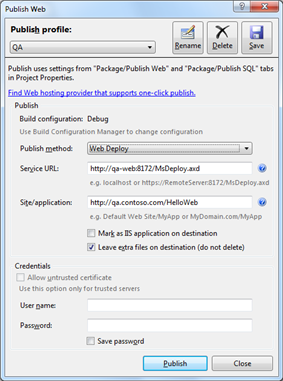 Publish Web
Publish profile:
QA
Rename
Delete
Save
Publish uses settings from "Package/Publish Web" and "Package/Publish SQL" tabs
in Project Properties.
Find Web hosting provider that supports one-click publish.
Publish
Build configuration: Debug
Use Build Configuration Manager to change configuration
Publish method: Web Deploy
Service URL: http://qa-web:8172/MsDeploy.axd
e.g. localhost or https://RemoteServer:8172/MsDeploy.axd
Site/application: http://qa.contoso.com/HelloWeb
e.g. Default Web Site/MyApp or MyDomain.com/MyApp
Mark as IIS application on destination
Leave extra files on destination (do not delete)
Credentials
Allow untrusted certificate
Use this option only for trusted servers
User name:
Password:
Save password
Publish
Close